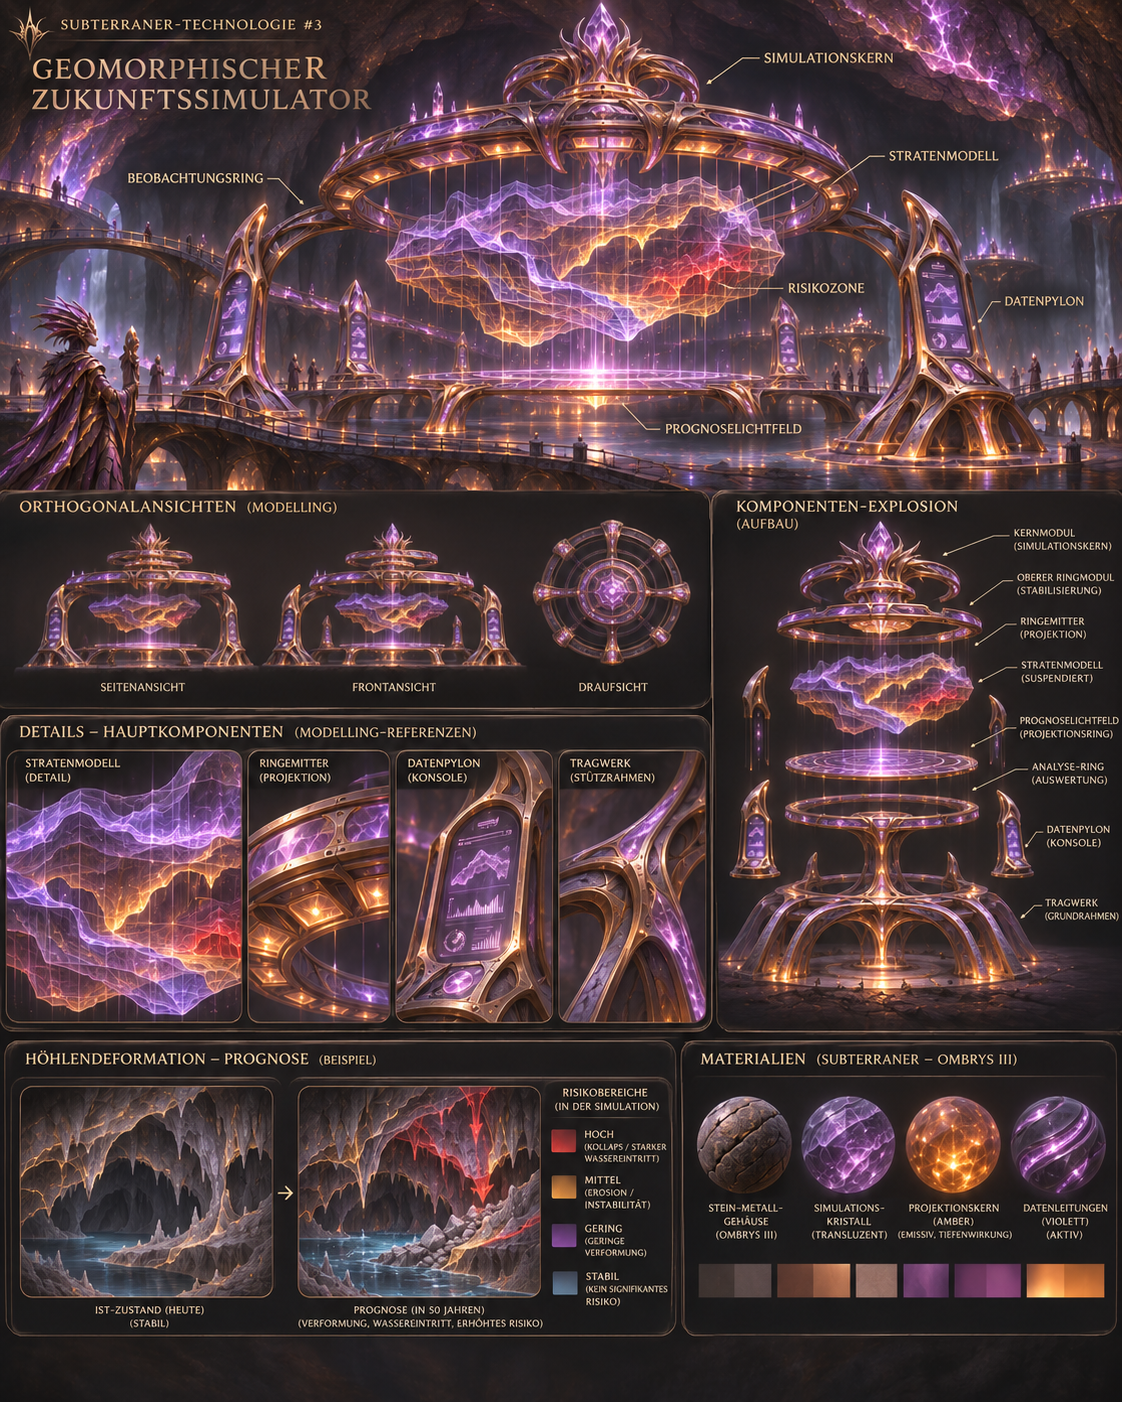 SUBTERRANER-TECHNOLOGIE #3
GEOMORPHISCHER
ZUKUNFTSSIMULATOR
SIMULATIONSKERN
STRATENMODELL
BEOBACHTUNGSRING
RISIKOZONE
DATENPYLON
PROGNOSELICHTFELD
ORTHOGONALANSICHTEN (MODELLING)
SEITENANSICHT
FRONTANSICHT
DRAUFSICHT
KOMPONENTEN-EXPLOSION
(AUFBAU)
KERNMODUL
(SIMULATIONSKERN)
OBERER RINGMODUL
(STABILISIERUNG)
RINGEMITTER
(PROJEKTION)
STRATENMODELL
(SUSPENDIERT)
PROGNOSELICHTFELD
(PROJEKTIONSRING)
ANALYSE-RING
(AUSWERTUNG)
DATENPYLON
(KONSOLE)
TRAGWERK
(GRUNDRAHMEN)
DETAILS – HAUPTKOMPONENTEN (MODELLING-REFERENZEN)
STRATENMODELL
(DETAIL)
RINGEMITTER
(PROJEKTION)
DATENPYLON
(KONSOLE)
TRAGWERK
(STÜTZRAHMEN)
HÖHLENDEFORMATION – PROGNOSE (BEISPIEL)
IST-ZUSTAND (HEUTE)
(STABIL)
PROGNOSE (IN 50 JAHREN)
(VERFORMUNG, WASSEREINTRITT, ERHÖHTES RISIKO)
RISIKOBEREICHE
(IN DER SIMULATION)
HOCH
(KOLLAPS / STARKER
WASSEREINTRITT)
MITTEL
(EROSION /
INSTABILITÄT)
GERING
(GERINGE
VERFORMUNG)
STABIL
(KEIN SIGNIFIKANTES
RISIKO)
MATERIALIEN (SUBTERRANER – OMBRYS III)
STEIN-METALL-
GEHÄUSE
(OMBRYS III)
SIMULATIONS-
KRISTALL
(TRANSLUZENT)
PROJEKTIONSKERN
(AMBER)
(EMISSIV, TIEFENWIRKUNG)
DATENLEITUNGEN
(VIOLETT)
(AKTIV)